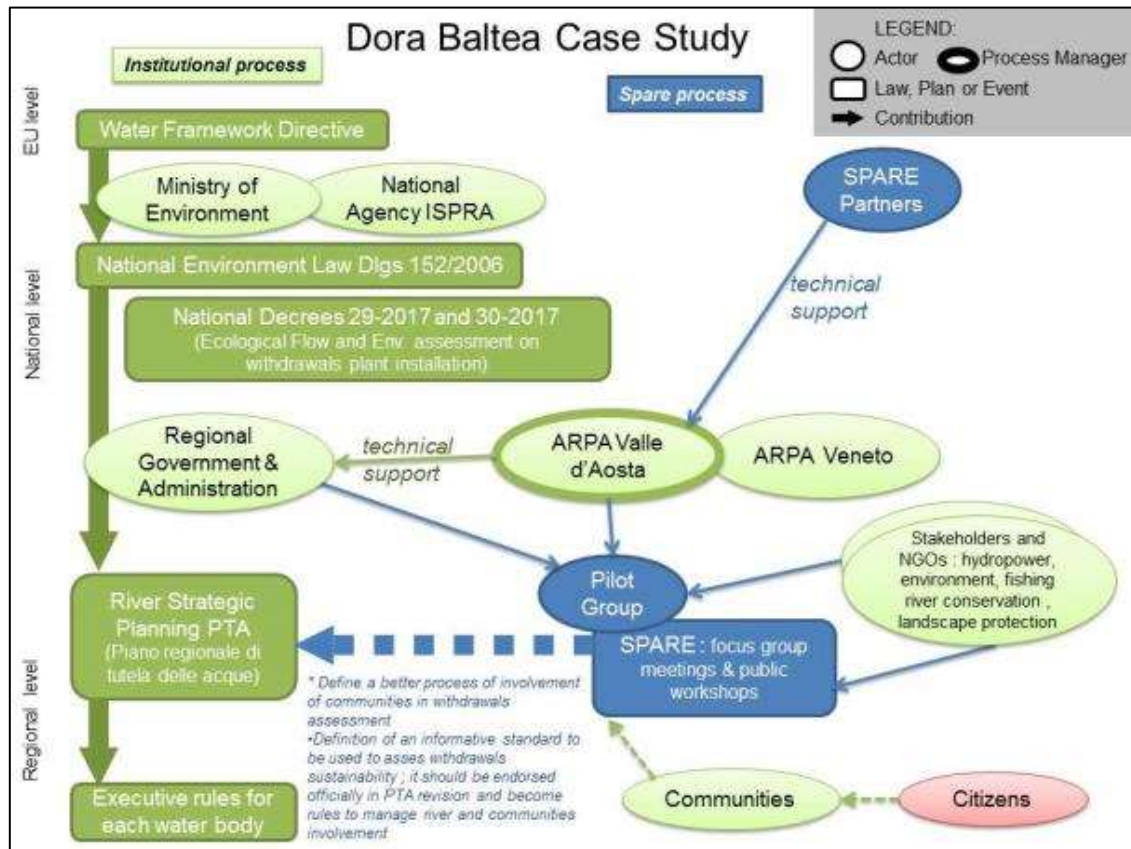 Dora Baltea Case Study
Institutional process
Spare process
LEGEND:
Actor
Process Manager
Law, Plan or Event
Contribution
EU level
Water Framework Directive
Ministry of
Environment
National
Agency ISPRA
SPARE
Partners
National level
National Environment Law Dlgs 152/2006
technical
support
National Decrees 29-2017 and 30-2017
(Ecological Flow and Env. assessment on
withdrawals plant installation)
Regional
Government &
Administration
technical
support
ARPA Valle
d'Aosta
ARPA Veneto
Stakeholders and
NGOs : hydropower,
environment, fishing
river conservation ,
landscape protection
Pilot
Group
Regional level
River Strategic
Planning PTA
(Piano regionale di
tutela delle acque)
SPARE : focus group
meetings & public
workshops
* Define a better process of involvement
of communities in withdrawals
assessment
•Definition of an informative standard to
be used to asses withdrawals
sustainability ; it should be endorsed
officially in PTA revision and become
rules to manage river and communities
involvement
Executive rules for
each water body
Communities
Citizens